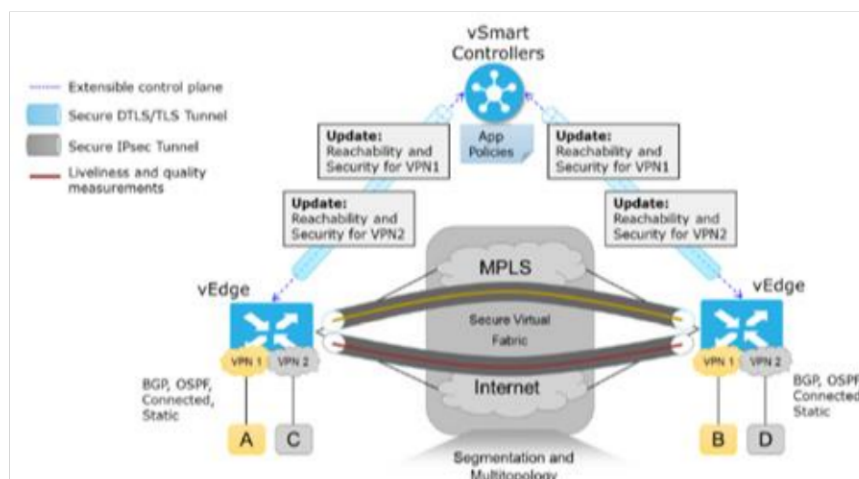 vSmart
Controllers
Extensible control plane
Secure DTLS/TLS Tunnel
Secure IPsec Tunnel
Liveliness and quality
measurements
App
Policies
Update:
Reachability and
Security for VPN1
Update:
Reachability and
Security for VPN1
Update:
Reachability and
Security for VPN2
Update:
Reachability and
Security for VPN2
MPLS
vEdge
vEdge
Secure Virtual
Fabric
VPN 1
VPN 2
VPN 1
VPN 2
Internet
BGP, OSPF,
Connected,
Static
BGP, OSPF,
Connected,
Static
A
C
B
D
Segmentation and
Multitopology